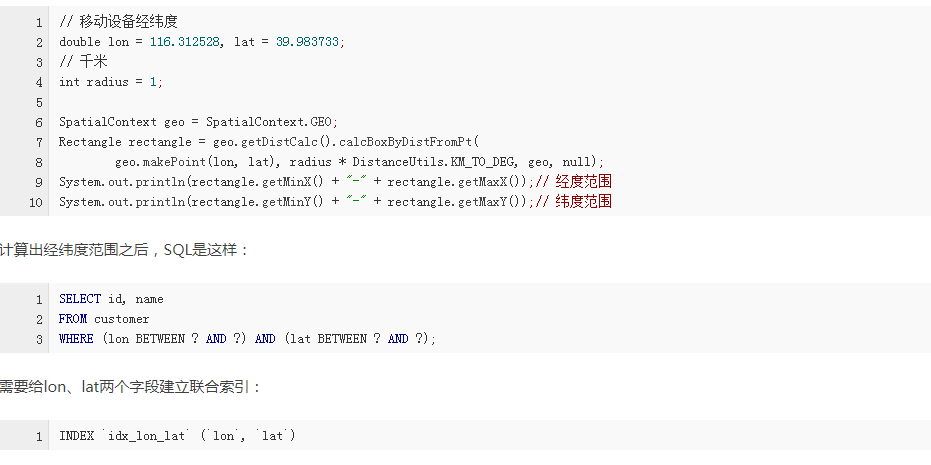 1 // 移动设备经纬度
2 double lon = 116.312528, lat = 39.983733;
3 // 千米
4 int radius = 1;
5
6 SpatialContext geo = SpatialContext.GEO;
7 Rectangle rectangle = geo.getDistCalc().calcBoxByDistFromPt(
8         geo.makePoint(lon, lat), radius * DistanceUtils.KM_TO_DEG, geo, null);
9 System.out.println(rectangle.getMinX() + "-" + rectangle.getMaxX());// 经度范围
10 System.out.println(rectangle.getMinY() + "-" + rectangle.getMaxY());// 纬度范围
计算出经纬度范围之后，SQL是这样：
1 SELECT id, name
2 FROM customer
3 WHERE (lon BETWEEN ? AND ?) AND (lat BETWEEN ? AND ?);
需要给lon、lat两个字段建立联合索引：
1 INDEX `idx_lon_lat` (`lon`, `lat`)